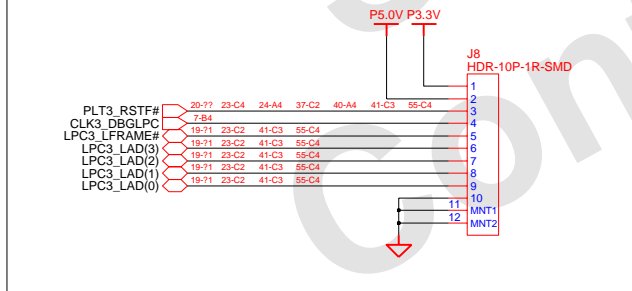 P5.0V P3.3V
J8
HDR-10P-1R-SMD
1
2
PLT3_RSTF# 20-?? 23-C4 24-A4 37-C2 40-A4 41-C3 55-C4 3
CLK3_DBGLPC 7-B4 4
LPC3_LFRAME# 19-?1 23-C2 41-C3 55-C4 5
LPC3_LAD(3) 19-?1 23-C2 41-C3 55-C4 6
LPC3_LAD(2) 19-?1 23-C2 41-C3 55-C4 7
LPC3_LAD(1) 19-?1 23-C2 41-C3 55-C4 8
LPC3_LAD(0) 19-?1 23-C2 41-C3 55-C4 9
10
11 MNT1
12 MNT2